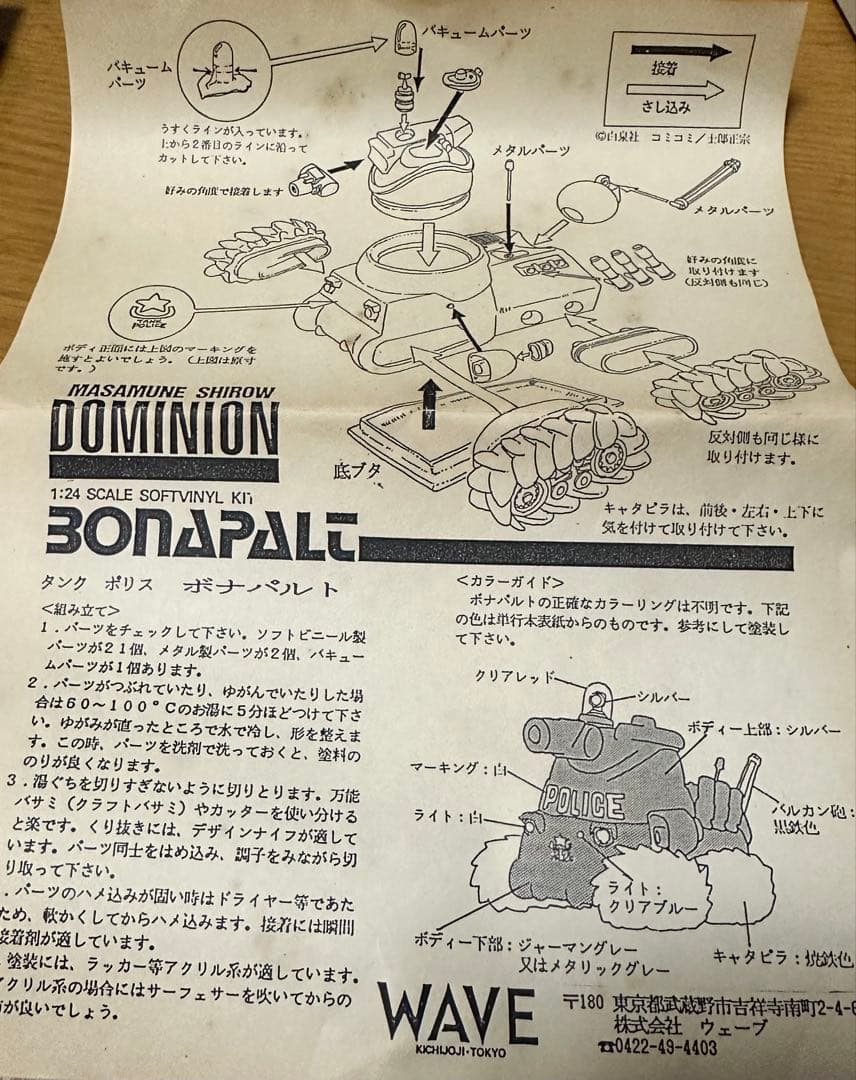 バキュームパーツ
バキューム
パーツ
接着
さし込み
うすくラインが入っています。
上から2番目のラインに沿って
カットして下さい。
©白泉社 コミコミ/士郎正宗
メタルパーツ
好みの角度で接着します
メタルパーツ
好みの角度に
取り付けます
(反対側も同じ)
TANK
POLICE
ボディ正面には上図のマーキングを
施すとよいでしょう。(上図は原寸
です。)
MASAMUNE SHIROW
DOMINION
反対側も同じ様に
取り付けます。
底ブタ
キャタピラは、前後・左右・上下に
気を付けて取り付けて下さい。
1:24 SCALE SOFTVINYL KIT
BONAPALT
タンク ポリス ボナパルト
<組み立て>
1.パーツをチェックして下さい。ソフトビニール製
パーツが21個、メタル製パーツが2個、バキュー
ムパーツが1個あります。
2.パーツがつぶれていたり、ゆがんでいたりした場
合は60〜100°Cのお湯に5分ほどつけて下さ
い。ゆがみが直ったところで水で冷し、形を整えま
す。この時、パーツを洗剤で洗っておくと、塗料の
のりが良くなります。
3.湯ぐちを切りすぎないように切りとります。万能
バサミ(クラフトバサミ)やカッターを使い分ける
と楽です。くり抜きには、デザインナイフが適して
います。パーツ同士をはめ込み、調子をみながら切
り取って下さい。
.パーツのハメ込みが固い時はドライヤー等であた
ため、軟かくしてからハメ込みます。接着には瞬間
接着剤が適しています。
.塗装には、ラッカー等アクリル系が適しています。
アクリル系の場合にはサーフェサーを吹いてからの
方が良いでしょう。
<カラーガイド>
ボナパルトの正確なカラーリングは不明です。下記
の色は単行本表紙からのものです。参考にして塗装し
て下さい。
クリアレッド
シルバー
ボディー上部:シルバー
マーキング:白
POLICE
ライト:白
バルカン砲:
黒鉄色
ライト:
クリアブルー
ボディー下部:ジャーマングレー
又はメタリックグレー
キャタピラ:焼鉄色
WAVE
KICHIJOJI・TOKYO
〒180 東京都武蔵野市吉祥寺南町2-4-6
株式会社 ウェーブ
☎0422-49-4403